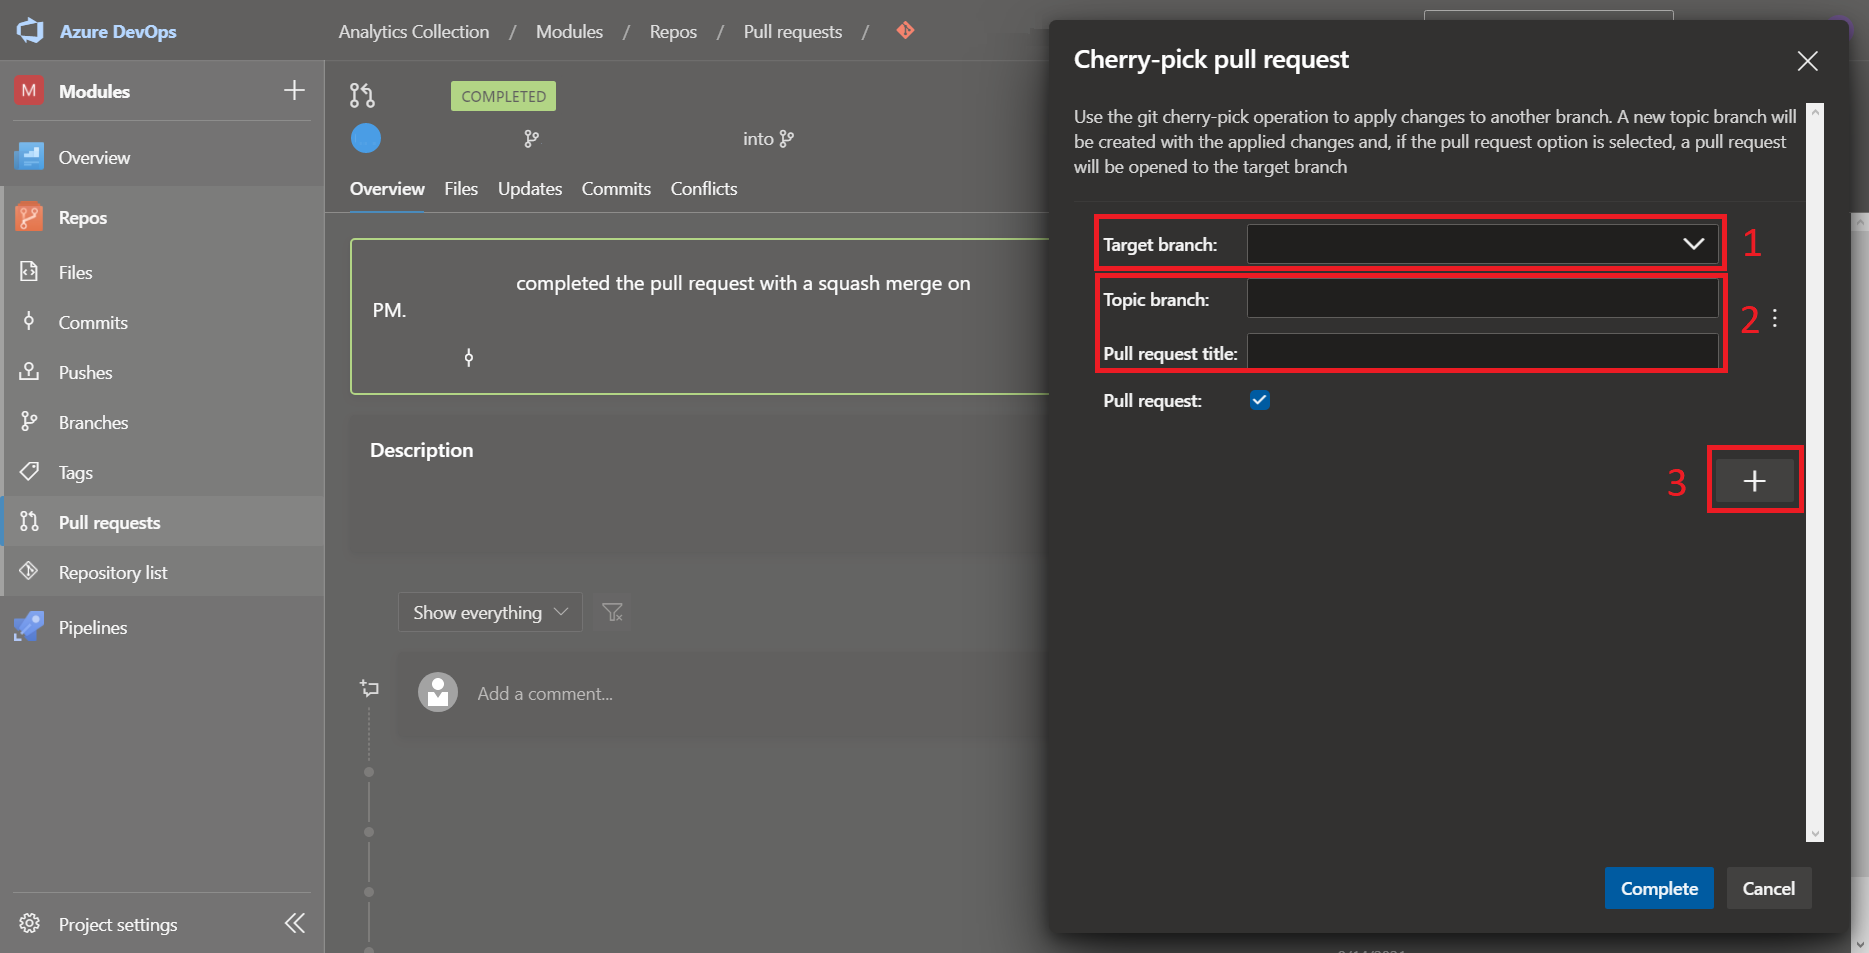 Azure DevOps
Analytics Collection / Modules / Repos / Pull requests /
M Modules
Overview
Repos
Files
Commits
Pushes
Branches
Tags
Pull requests
Repository list
Pipelines
Project settings
COMPLETED
into
Overview Files Updates Commits Conflicts
completed the pull request with a squash merge on
PM.
Description
Show everything
Add a comment...
Cherry-pick pull request
Use the git cherry-pick operation to apply changes to another branch. A new topic branch will
be created with the applied changes and, if the pull request option is selected, a pull request
will be opened to the target branch
Target branch: 1
Topic branch:
2
Pull request title:
Pull request:
3
Complete Cancel